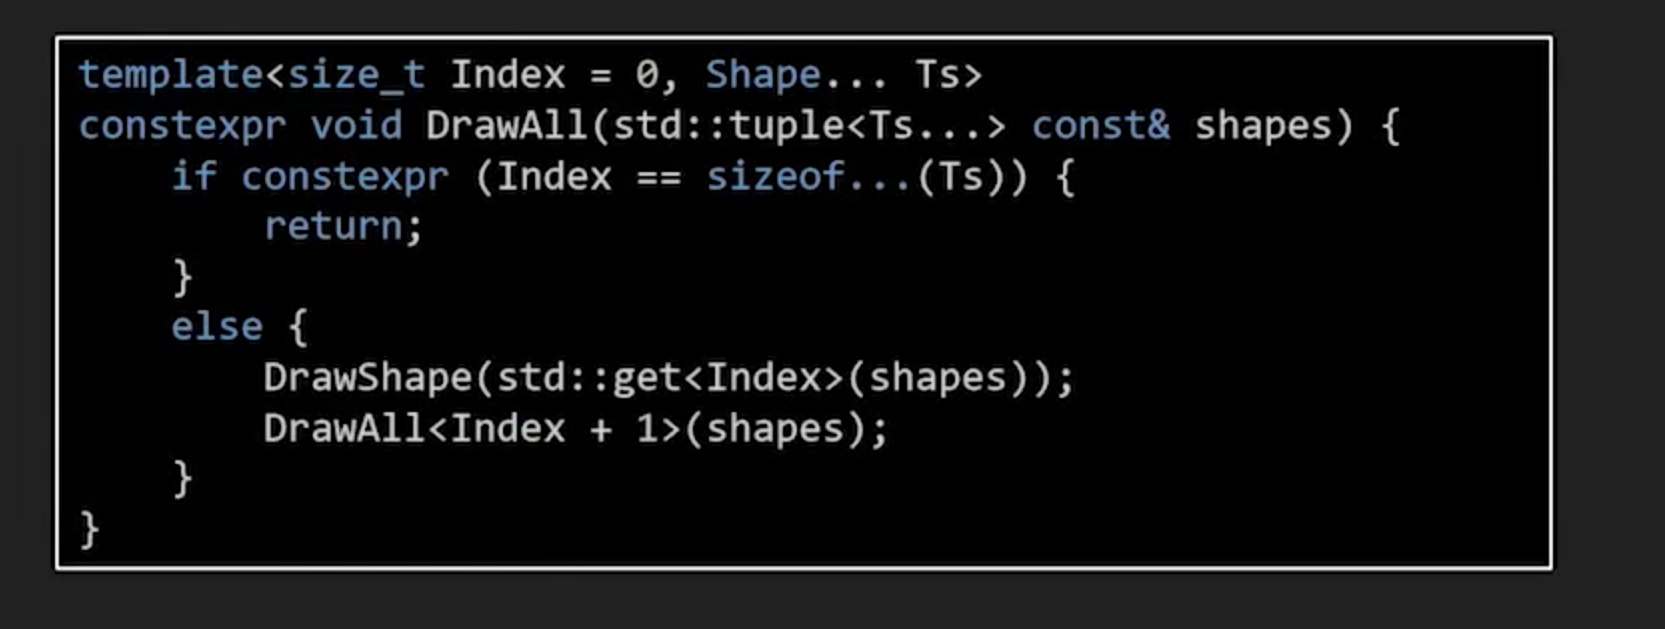 template<size_t Index = 0, Shape... Ts>
constexpr void DrawAll(std::tuple<Ts...> const& shapes) {
    if constexpr (Index == sizeof...(Ts)) {
        return;
    }
    else {
        DrawShape(std::get<Index>(shapes));
        DrawAll<Index + 1>(shapes);
    }
}